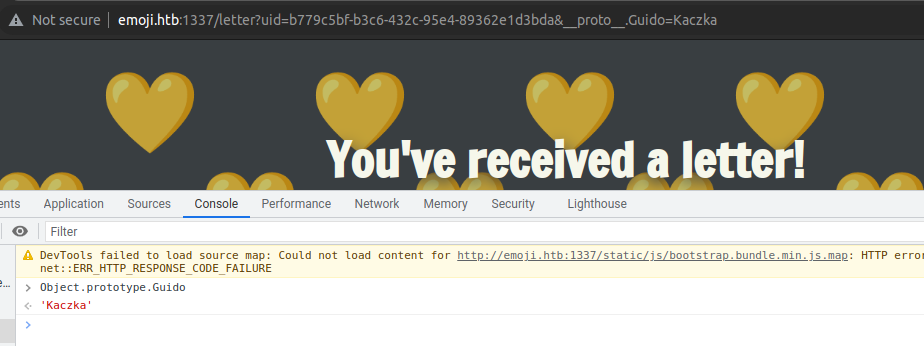 Not secure emoji.htb:1337/letter?uid=b779c5bf-b3c6-432c-95e4-89362e1d3bda&__proto__.Guido=Kaczka
You've received a letter!
ents Application Sources Console Performance Network Memory Security Lighthouse
Filter
DevTools failed to load source map: Could not load content for http://emoji.htb:1337/static/js/bootstrap.bundle.min.js.map: HTTP error
net::ERR_HTTP_RESPONSE_CODE_FAILURE
Object.prototype.Guido
e…
'Kaczka'